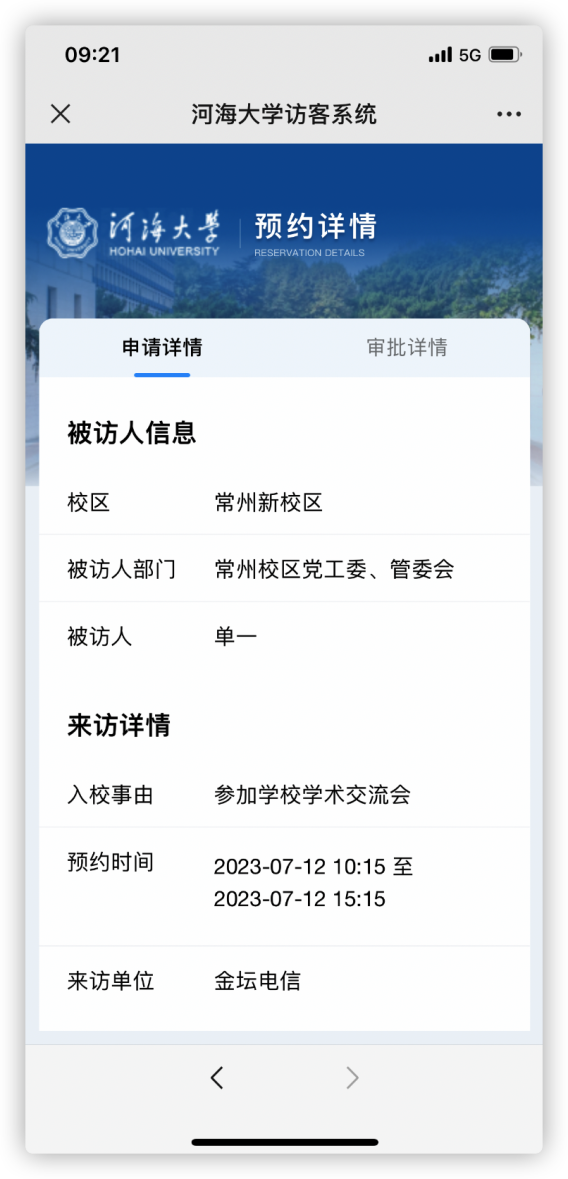 09:21
5G
河海大学访客系统
河海大学
HOHAI UNIVERSITY
预约详情
RESERVATION DETAILS
申请详情
审批详情
被访人信息
校区 常州新校区
被访人部门 常州校区党工委、管委会
被访人 单一
来访详情
入校事由 参加学校学术交流会
预约时间 2023-07-12 10:15 至
2023-07-12 15:15
来访单位 金坛电信